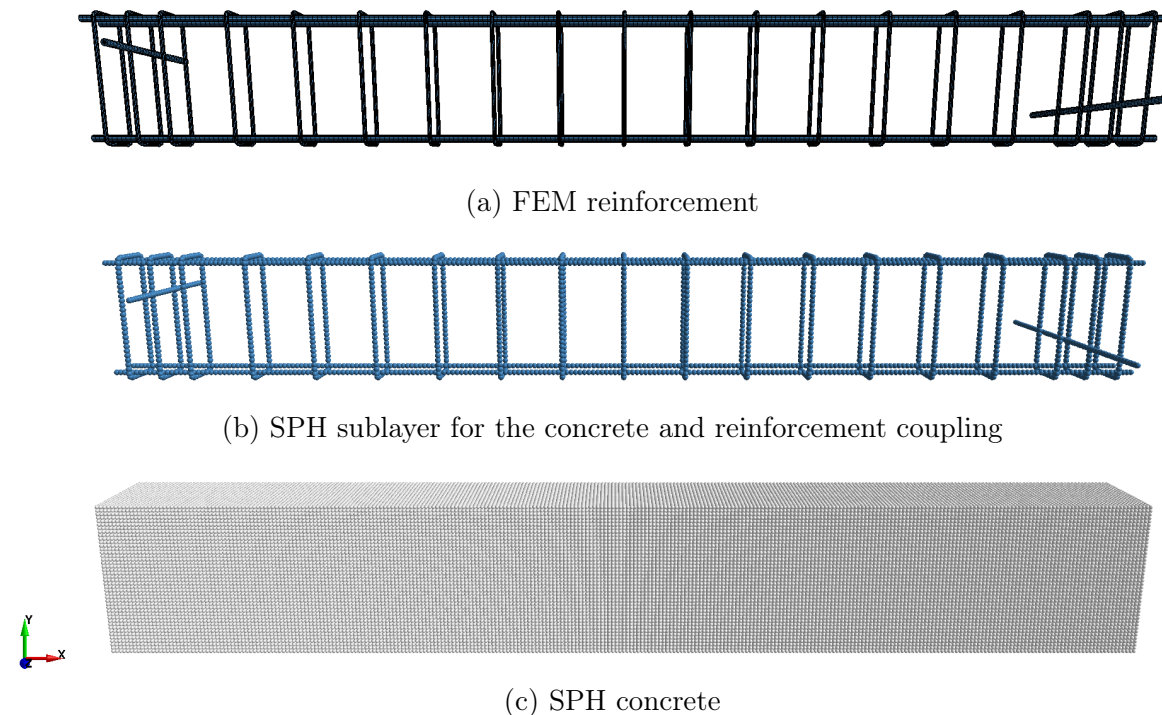 (a) FEM reinforcement
(b) SPH sublayer for the concrete and reinforcement coupling
Y
X
Z
(c) SPH concrete